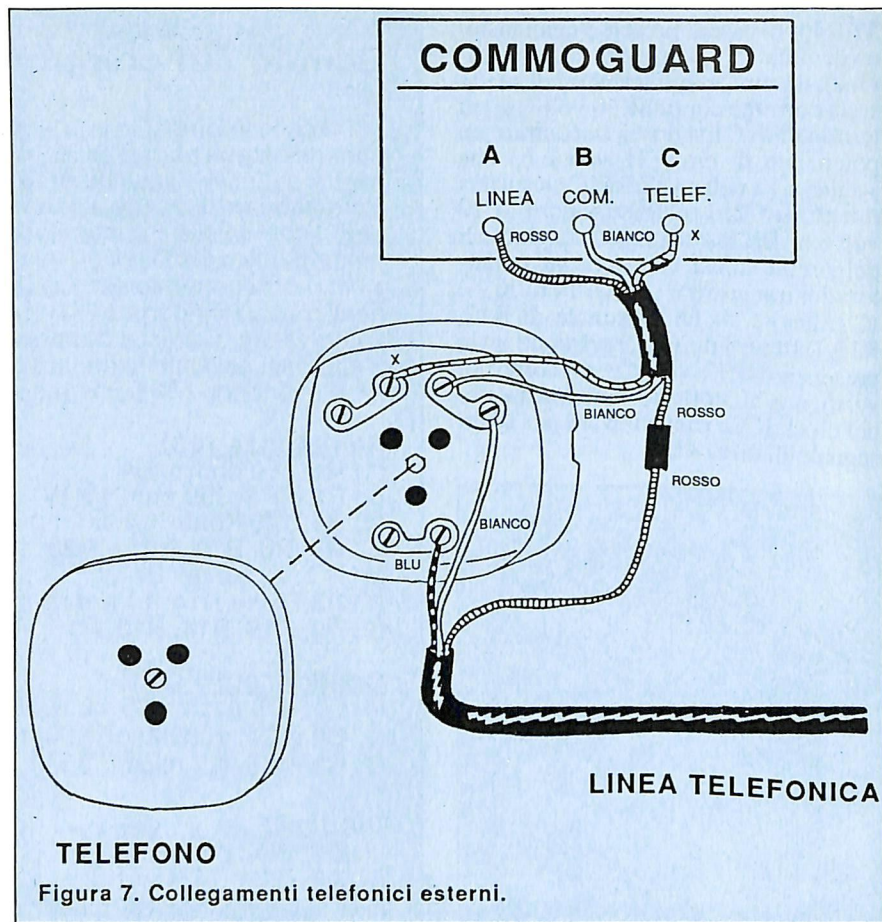 COMMOGUARD
A B C
LINEA COM. TELEF.
ROSSO BIANCO X
X
BIANCO ROSSO
ROSSO
BIANCO
BLU
LINEA TELEFONICA
TELEFONO
Figura 7. Collegamenti telefonici esterni.